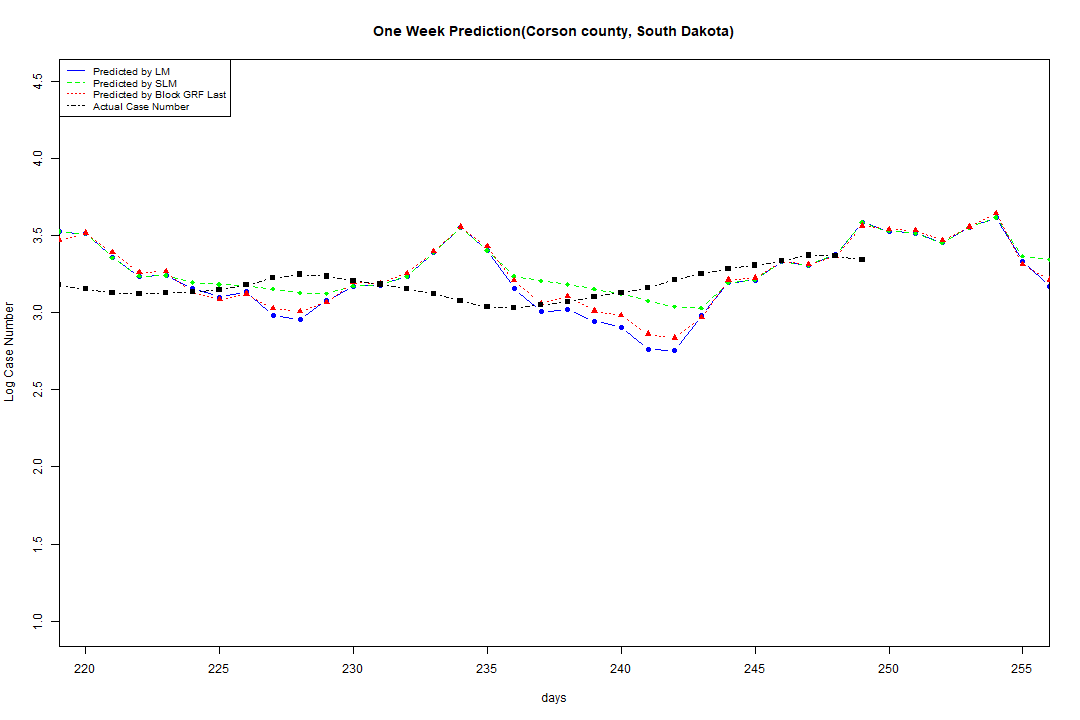 One Week Prediction(Corson county, South Dakota)
Predicted by LM
Predicted by SLM
Predicted by Block GRF Last
Actual Case Number
Log Case Number
4.5
4.0
3.5
3.0
2.5
2.0
1.5
1.0
220 225 230 235 240 245 250 255
days